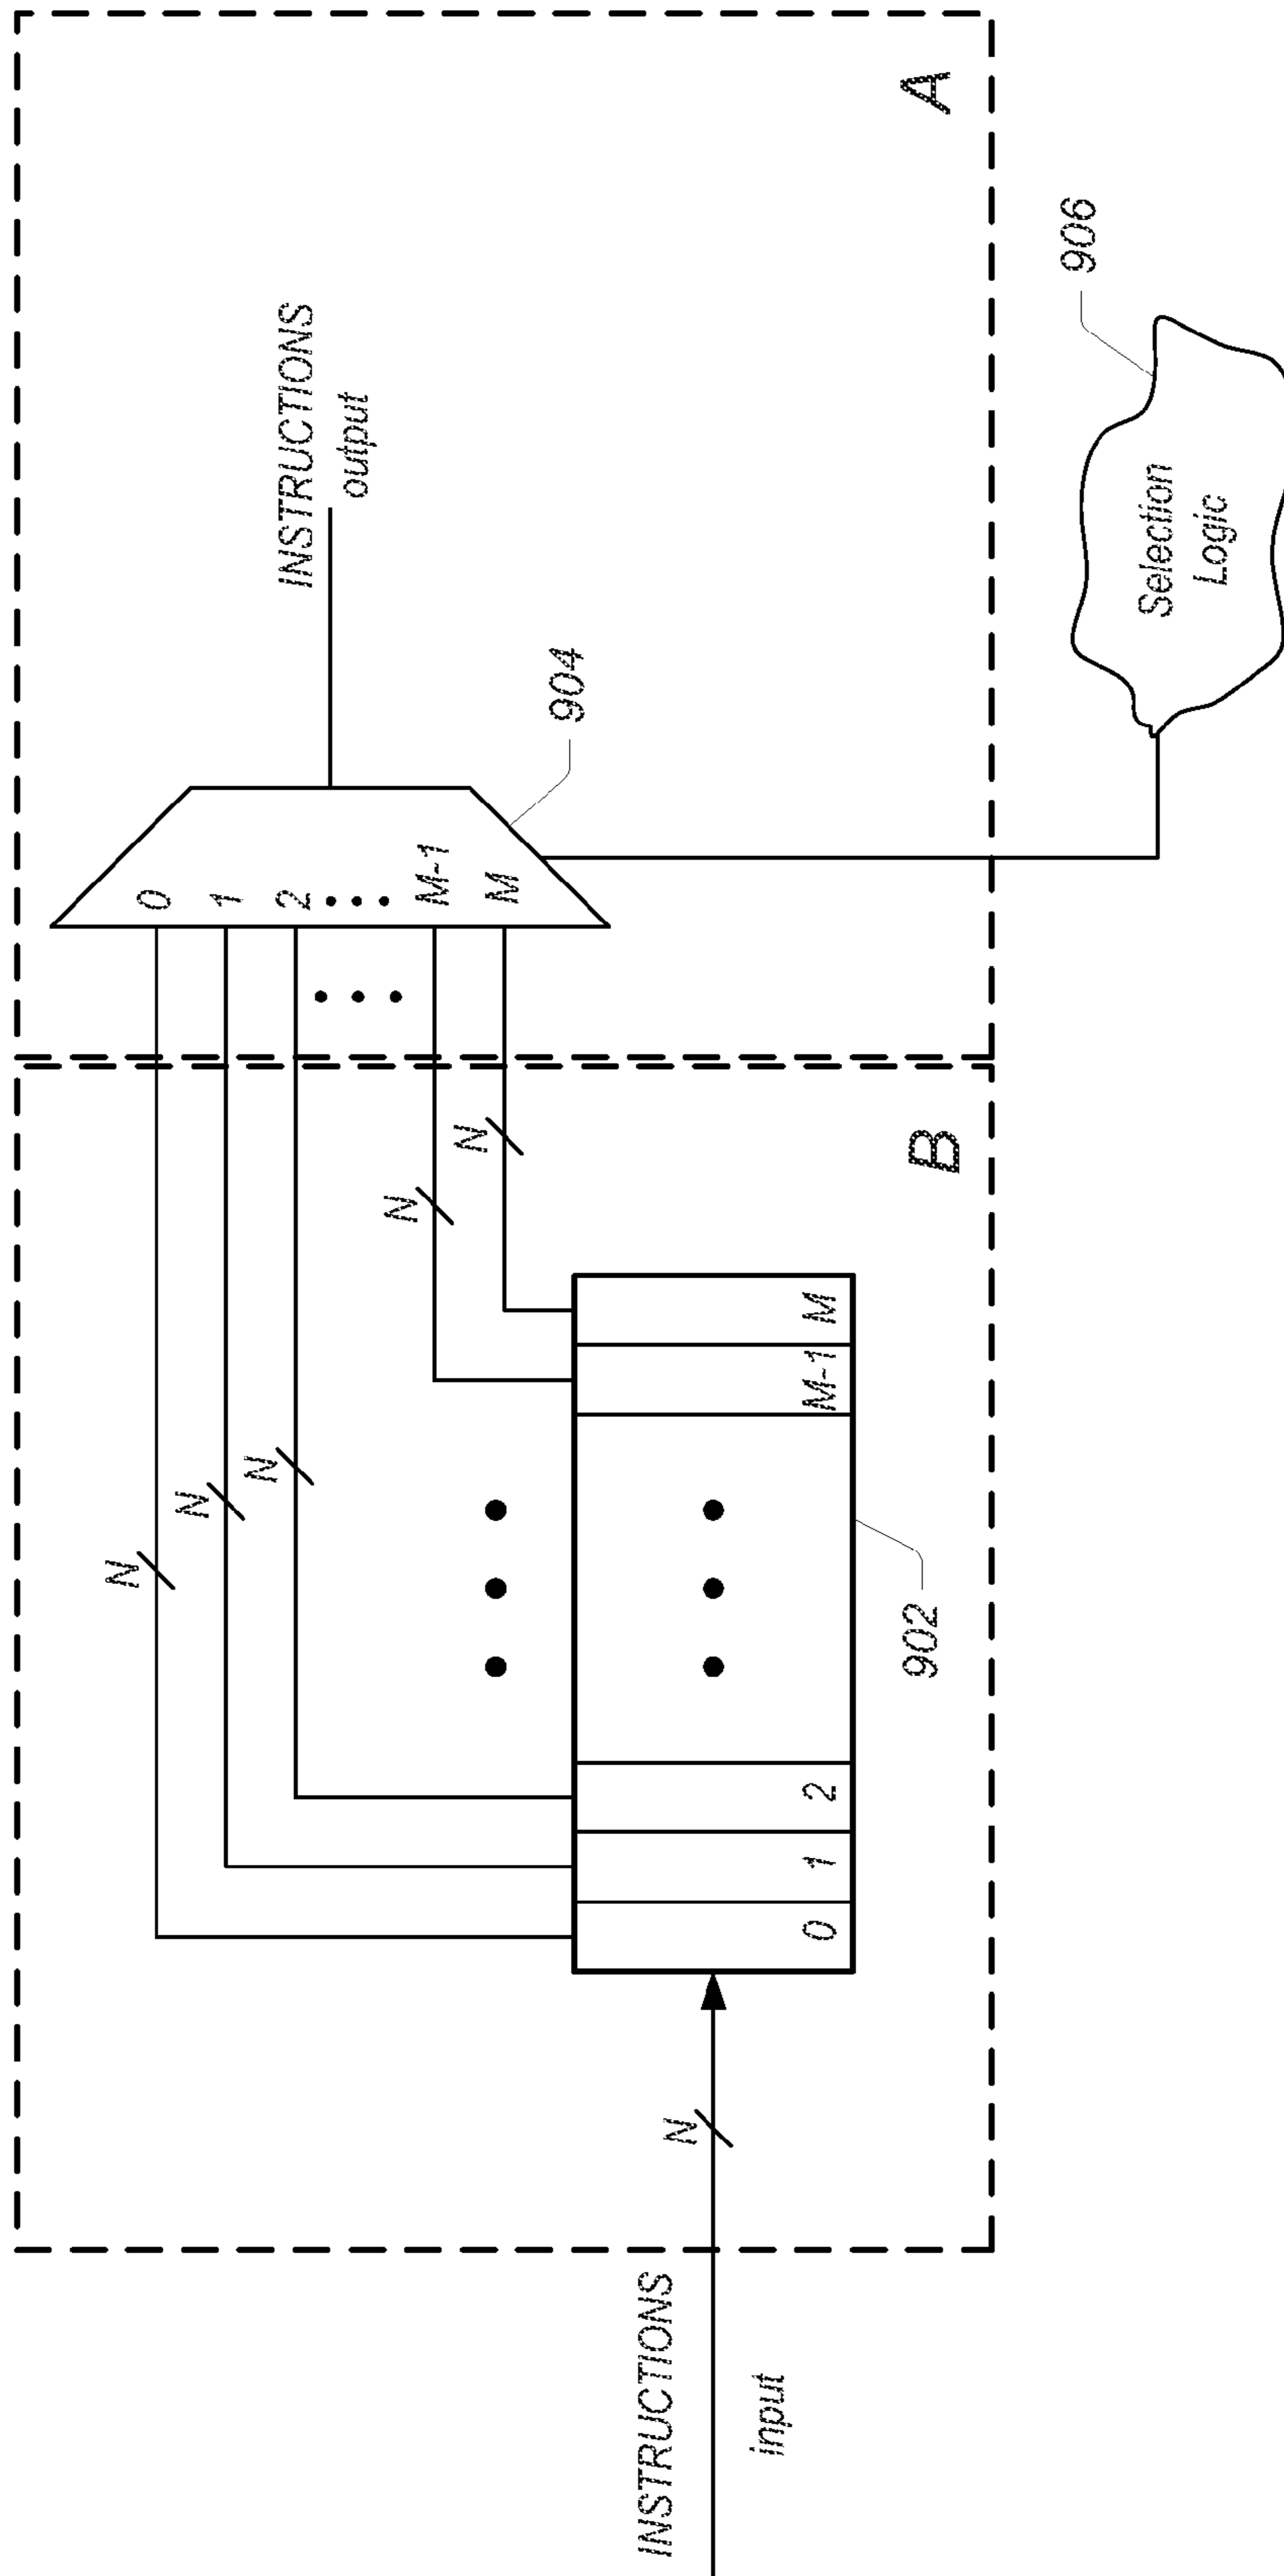 INSTRUCTIONS
input
N
0
1
2
M-1
M
902
N
N
N
N
N
B
0
1
2
M-1
M
904
INSTRUCTIONS
output
A
Selection
Logic
906